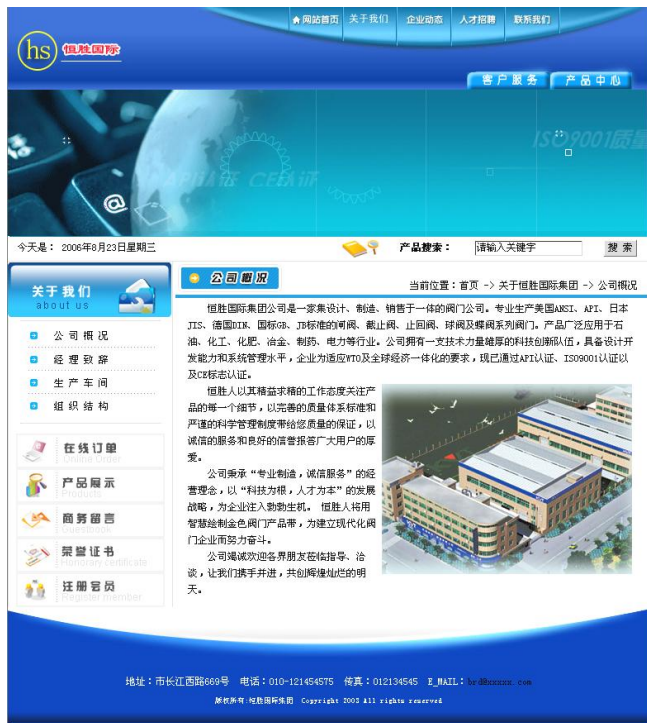 网站首页 关于我们 企业动态 人才招聘 联系我们
hs 恒胜国际
客户服务 产品中心
ISO9001质量
今天是： 2006年8月23日星期三 产品搜索： 请输入关键字 搜 索
关于我们
about us
公司概况
当前位置：首页 -> 关于恒胜国际集团 -> 公司概况
公司概况
经理致辞
生产车间
组织结构
在线订单
Online Order
产品展示
Products
商务留言
Guestbook
荣誉证书
Honorary certificate
注册会员
Register member
恒胜国际集团公司是一家集设计、制造、销售于一体的阀门公司。专业生产美国ANSI、API、日本
JIS、德国DIN、国标GB、JB标准的闸阀、截止阀、止回阀、球阀及蝶阀系列阀门。产品广泛应用于石
油、化工、化肥、冶金、制药、电力等行业。公司拥有一支技术力量雄厚的科技创新队伍，具备设计开
发能力和系统管理水平，企业为适应WTO及全球经济一体化的要求，现已通过API认证、ISO9001认证以
及CE标志认证。
恒胜人以其精益求精的工作态度关注产
品的每一个细节，以完善的质量体系标准和
严谨的科学管理制度带给您质量的保证，以
诚信的服务和良好的信誉报答广大用户的厚
爱。
公司秉承“专业制造，诚信服务”的经
营理念，以“科技为根，人才为本”的发展
战略，为企业注入勃勃生机。 恒胜人将用
智慧绘制金色阀门产品带，为建立现代化阀
门企业而努力奋斗。
公司竭诚欢迎各界朋友莅临指导、洽
谈，让我们携手并进，共创辉煌灿烂的明
天。
地址：市长江西路669号 电话：010-121454575 传真：012134545 E_MAIL：brd@xxxxx.com
版权所有:恒胜国际集团 Copyright 2005 All rights reserved